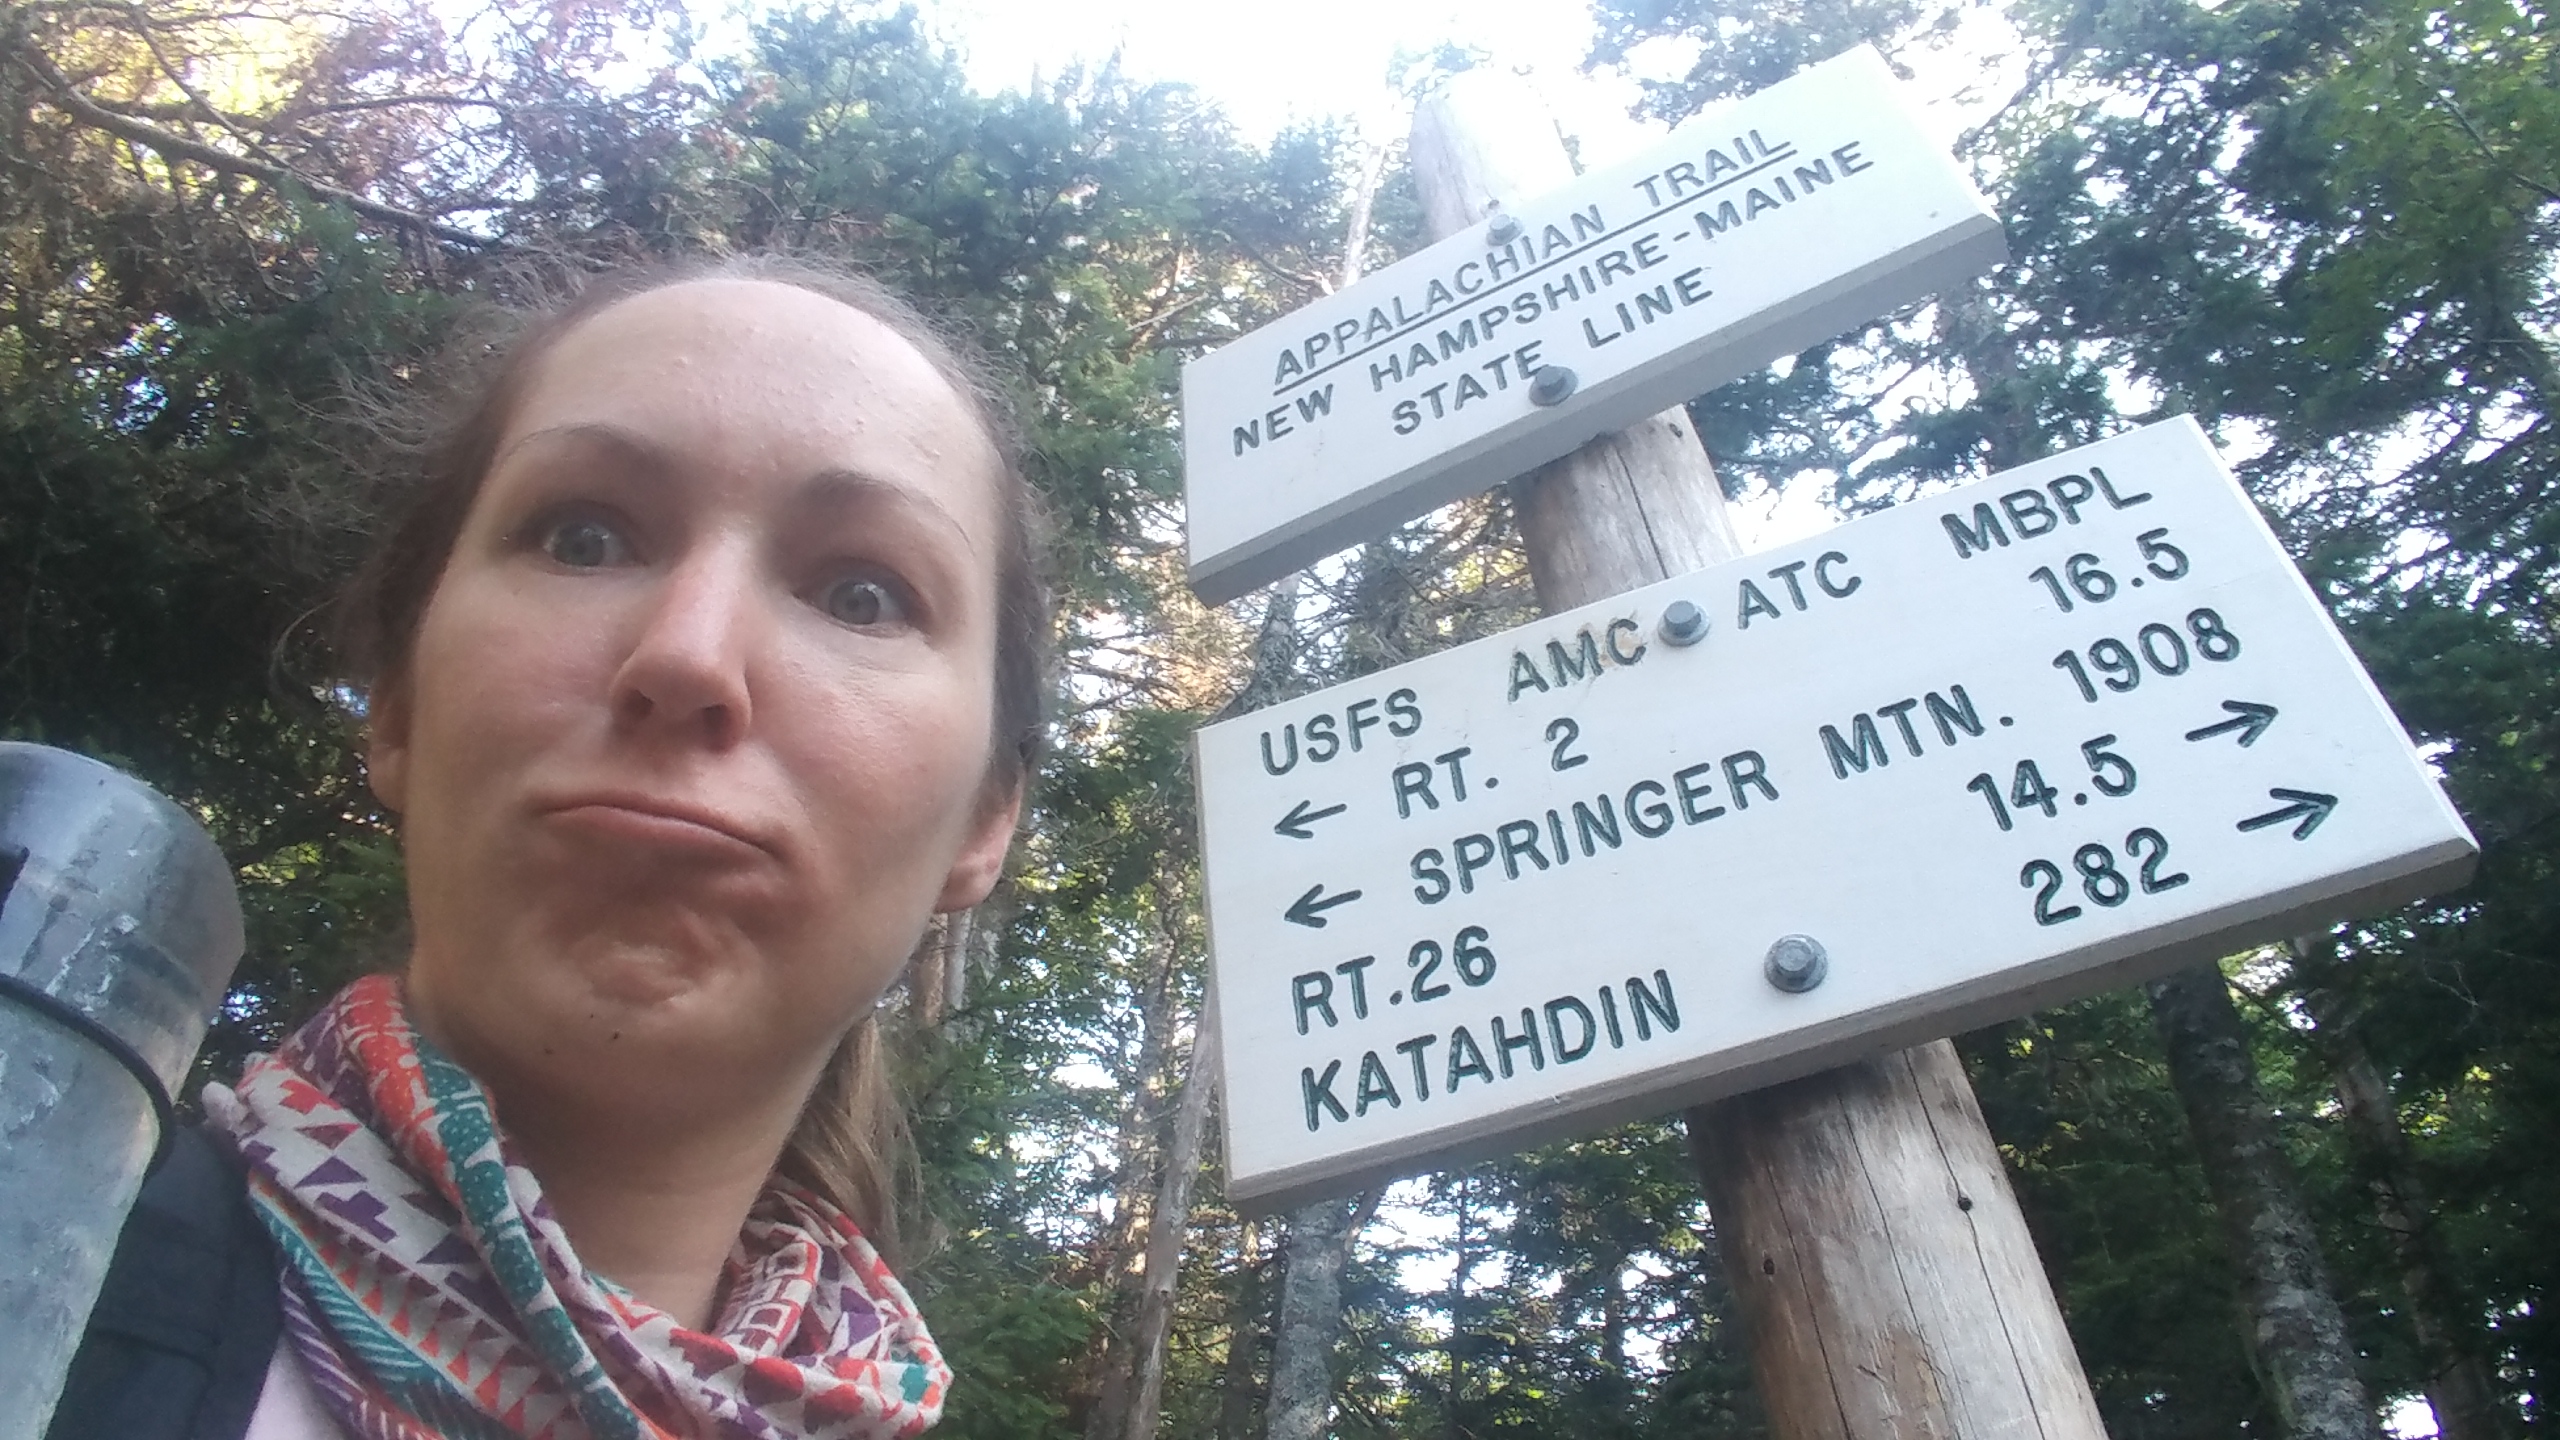 APPALACHIAN TRAIL
NEW HAMPSHIRE-MAINE
STATE LINE
USFS AMC ATC MBPL
← RT. 2 16.5
← SPRINGER MTN. 1908
RT.26 14.5 →
KATAHDIN 282 →